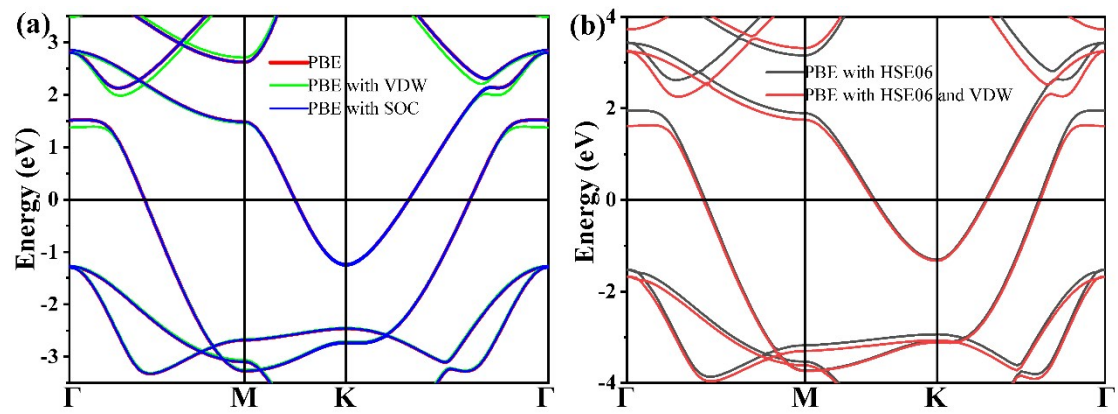 (a)
PBE
PBE with VDW
PBE with SOC
Energy (eV)
3
2
1
0
-1
-2
-3
Γ
M
K
Γ
(b)
PBE with HSE06
PBE with HSE06 and VDW
Energy (eV)
4
2
0
-2
-4
Γ
M
K
Γ